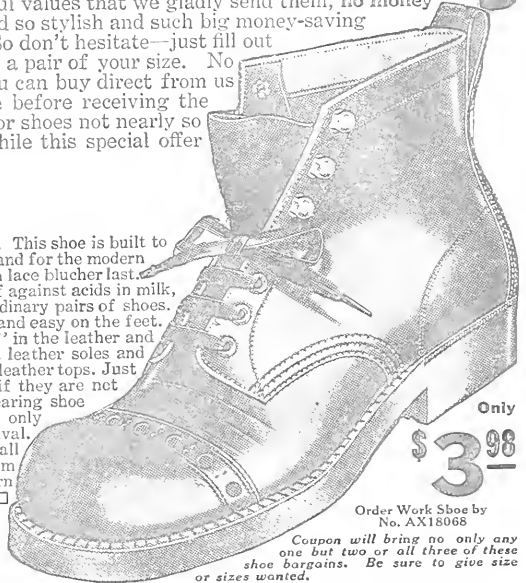 ul values that we gladly send them, no money
d so stylish and such big money-saving
So don't hesitate—just fill out
a pair of your size. No
u can buy direct from us
e before receiving the
or shoes not nearly so
hile this special offer
This shoe is built to
and for the modern
lace blucher last.
f against acids in milk,
rdinary pairs of shoes.
and easy on the feet.
" in the leather and
leather soles and
leather tops. Just
if they are not
earing shoe
only
val.
all
m
rn
Only
$3.98
Order Work Shoe by
No. AX18068
Coupon will bring no only any
one but two or all three of these
shoe bargains. Be sure to give size
or sizes wanted.